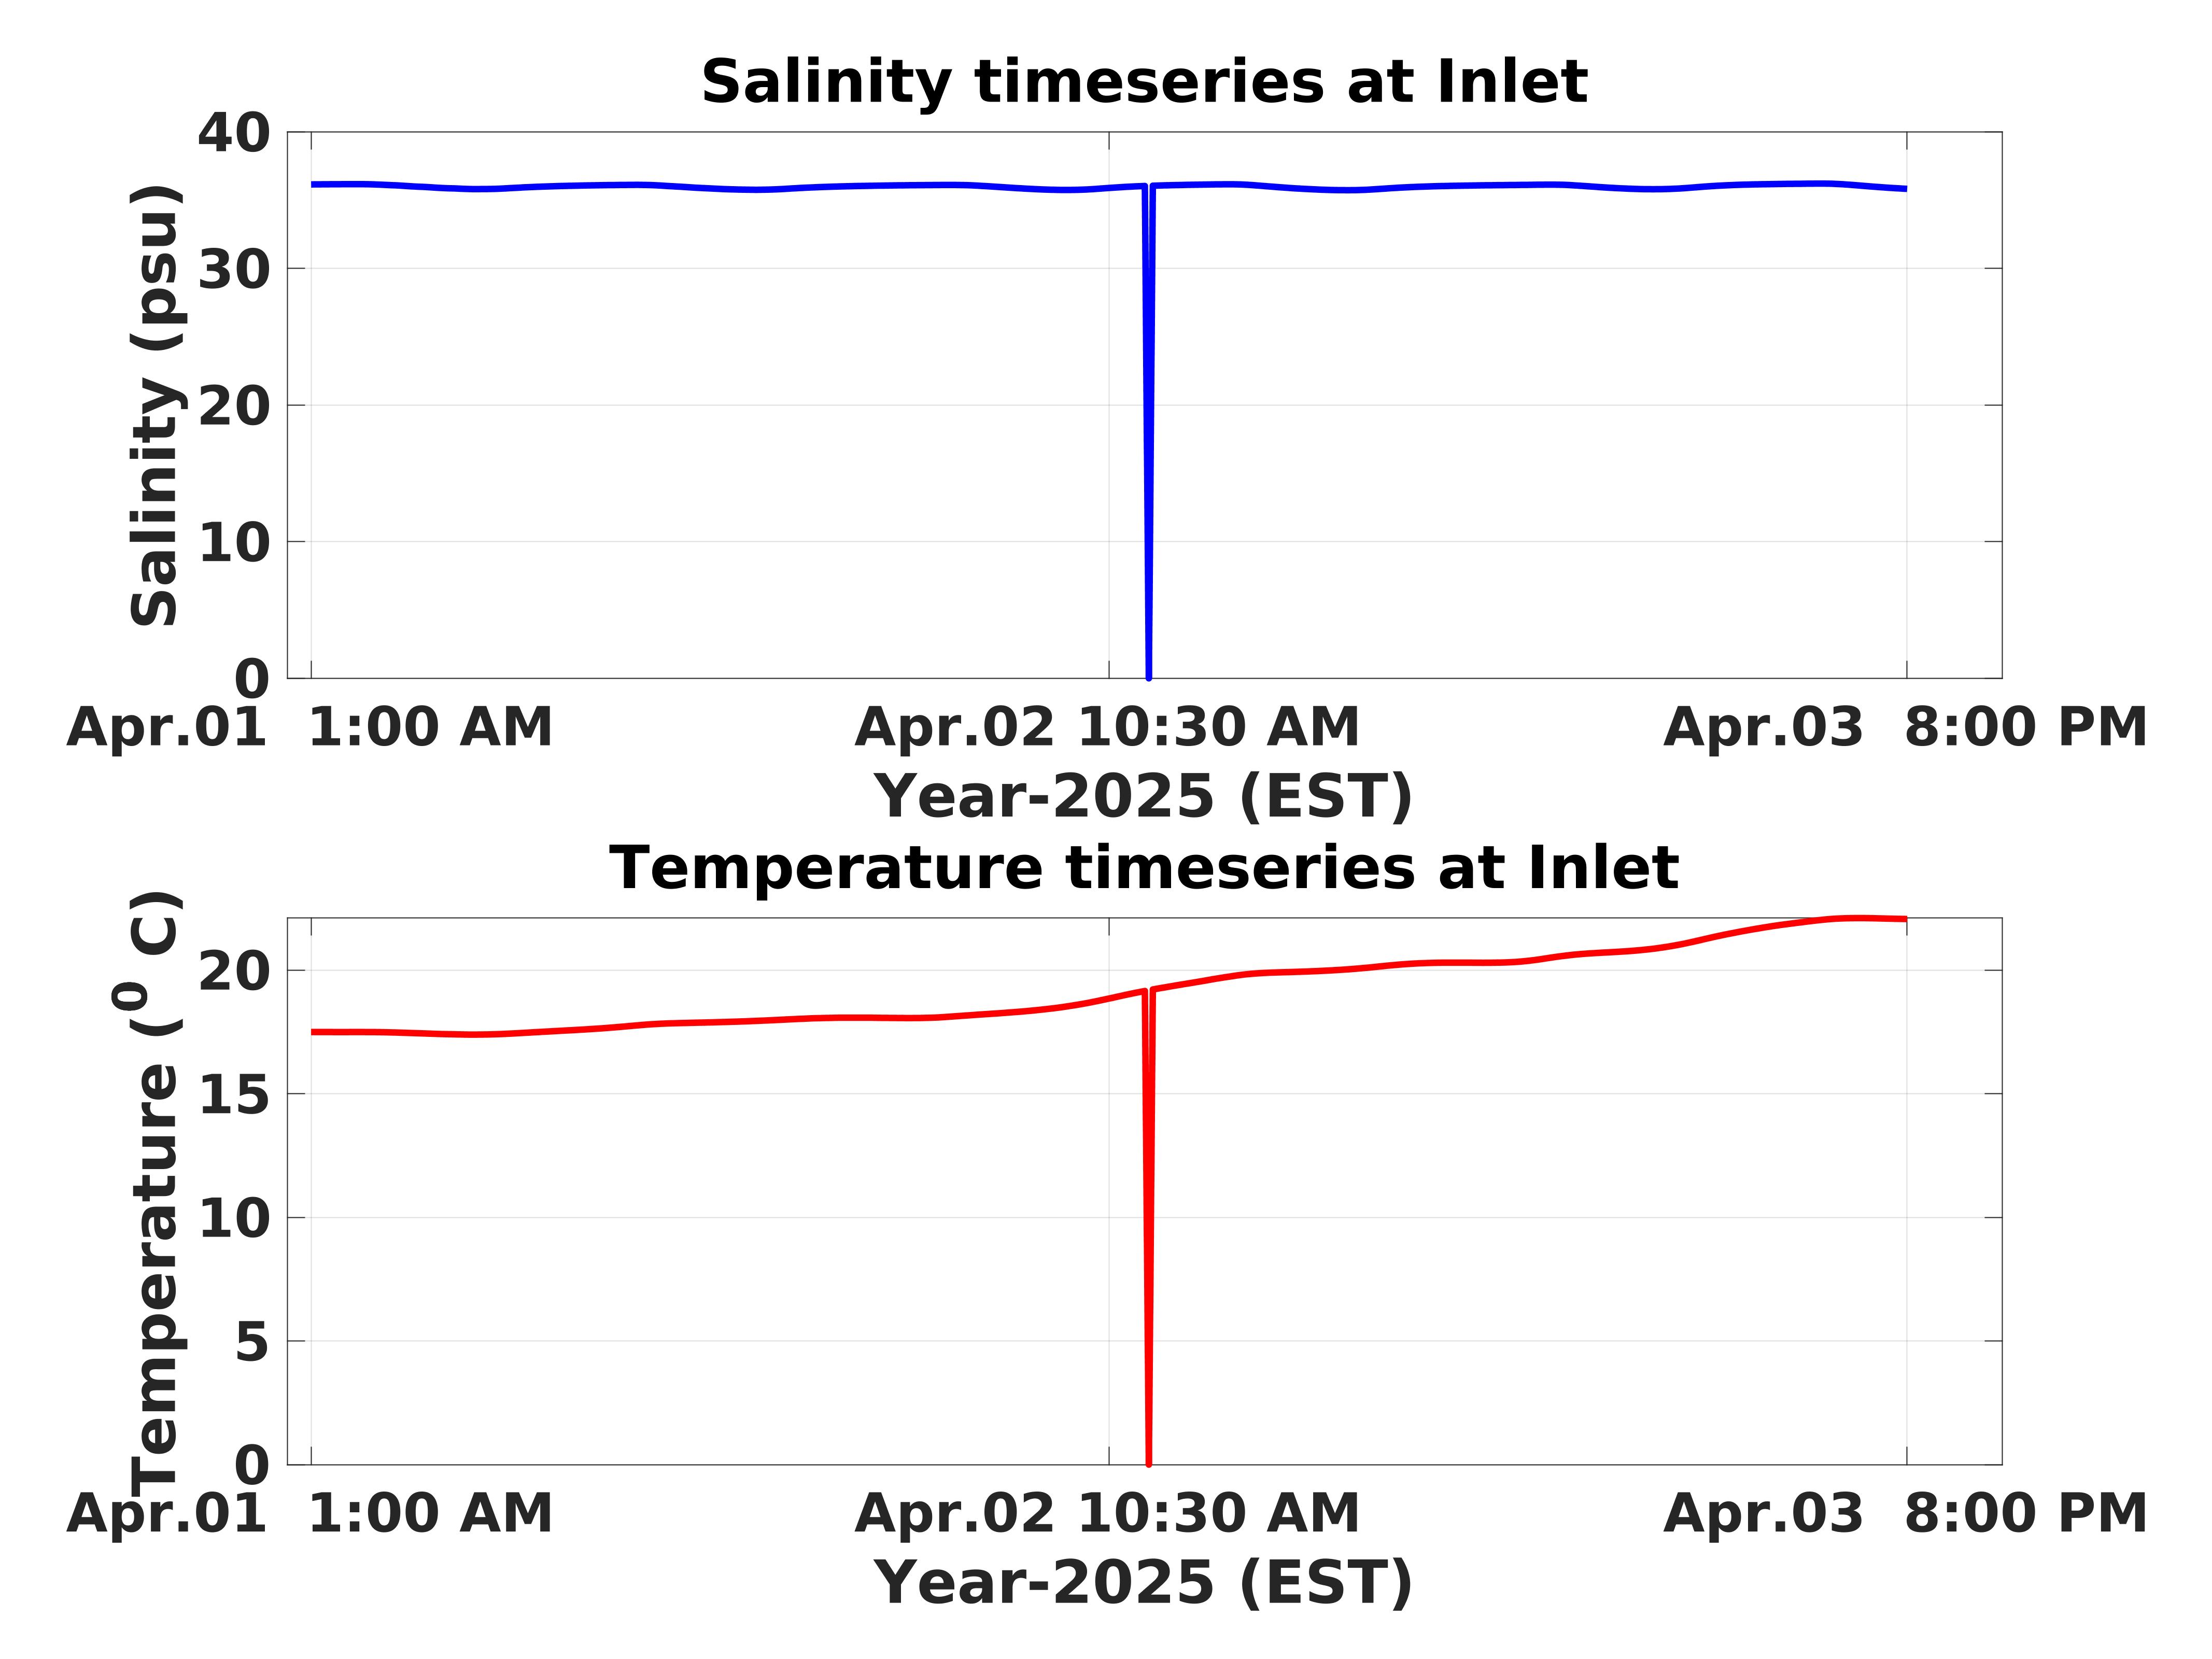 Salinity timeseries at Inlet
40
30
20
10
0
Salinity (psu)
Apr.01  1:00 AM
Apr.02 10:30 AM
Apr.03  8:00 PM
Year-2025 (EST)
Temperature timeseries at Inlet
20
15
10
5
0
Temperature (⁰ C)
Apr.01  1:00 AM
Apr.02 10:30 AM
Apr.03  8:00 PM
Year-2025 (EST)